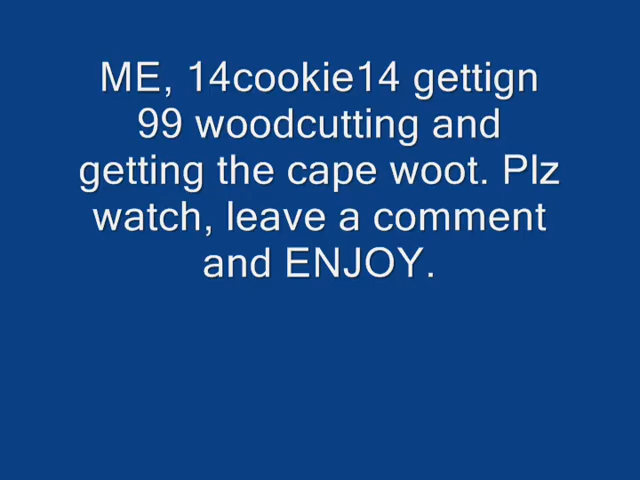 ME, 14cookie14 gettign
99 woodcutting and
getting the cape woot. Plz
watch, leave a comment
and ENJOY.